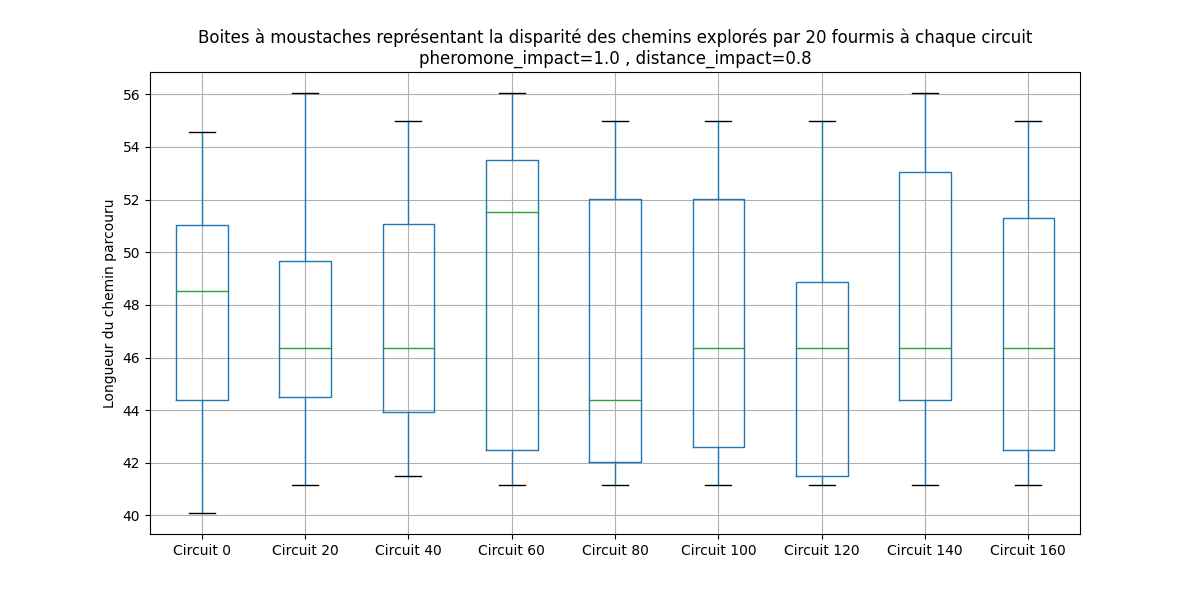 Boites à moustaches représentant la disparité des chemins explorés par 20 fourmis à chaque circuit
pheromone_impact=1.0 , distance_impact=0.8
56
54
52
50
48
46
44
42
40
Longueur du chemin parcouru
Circuit 0 Circuit 20 Circuit 40 Circuit 60 Circuit 80 Circuit 100 Circuit 120 Circuit 140 Circuit 160